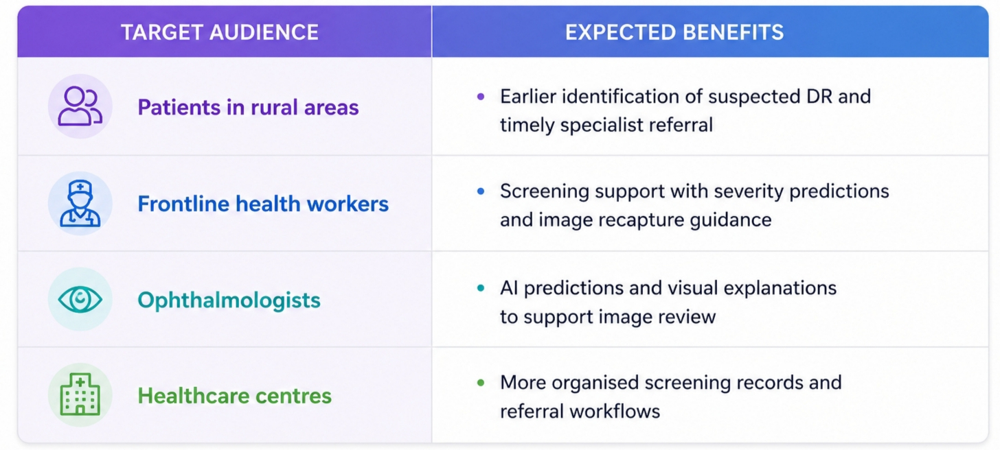 TARGET AUDIENCE
EXPECTED BENEFITS
Patients in rural areas
Earlier identification of suspected DR and
timely specialist referral
Frontline health workers
Screening support with severity predictions
and image recapture guidance
Ophthalmologists
AI predictions and visual explanations
to support image review
Healthcare centres
More organised screening records and
referral workflows